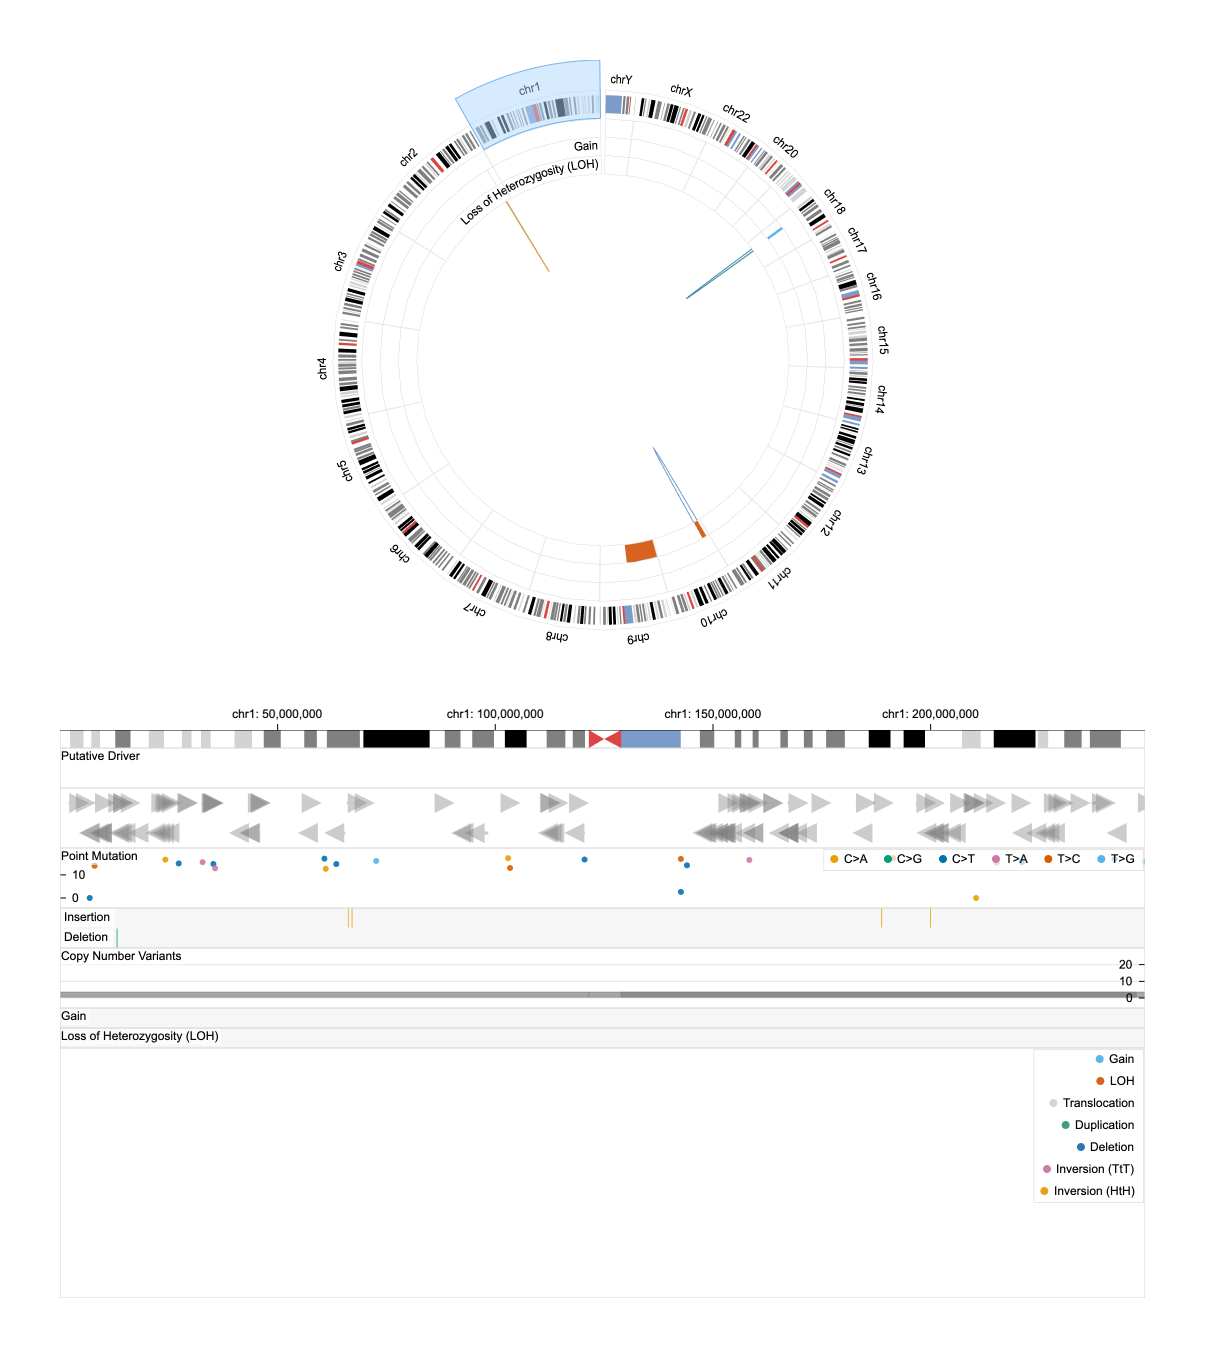 chr1
chrY
chrX
chr22
chr20
chr18
chr17
chr16
chr15
chr14
chr13
chr12
chr11
chr10
chr9
chr8
chr7
chr6
chr5
chr4
chr3
chr2
Gain
Loss of Heterozygosity (LOH)
chr1: 50,000,000 chr1: 100,000,000 chr1: 150,000,000 chr1: 200,000,000
Putative Driver
Point Mutation
C>A C>G C>T T>A T>C T>G
10
0
Insertion
Deletion
Copy Number Variants
20
10
0
Gain
Loss of Heterozygosity (LOH)
Gain
LOH
Translocation
Duplication
Deletion
Inversion (TtT)
Inversion (HtH)